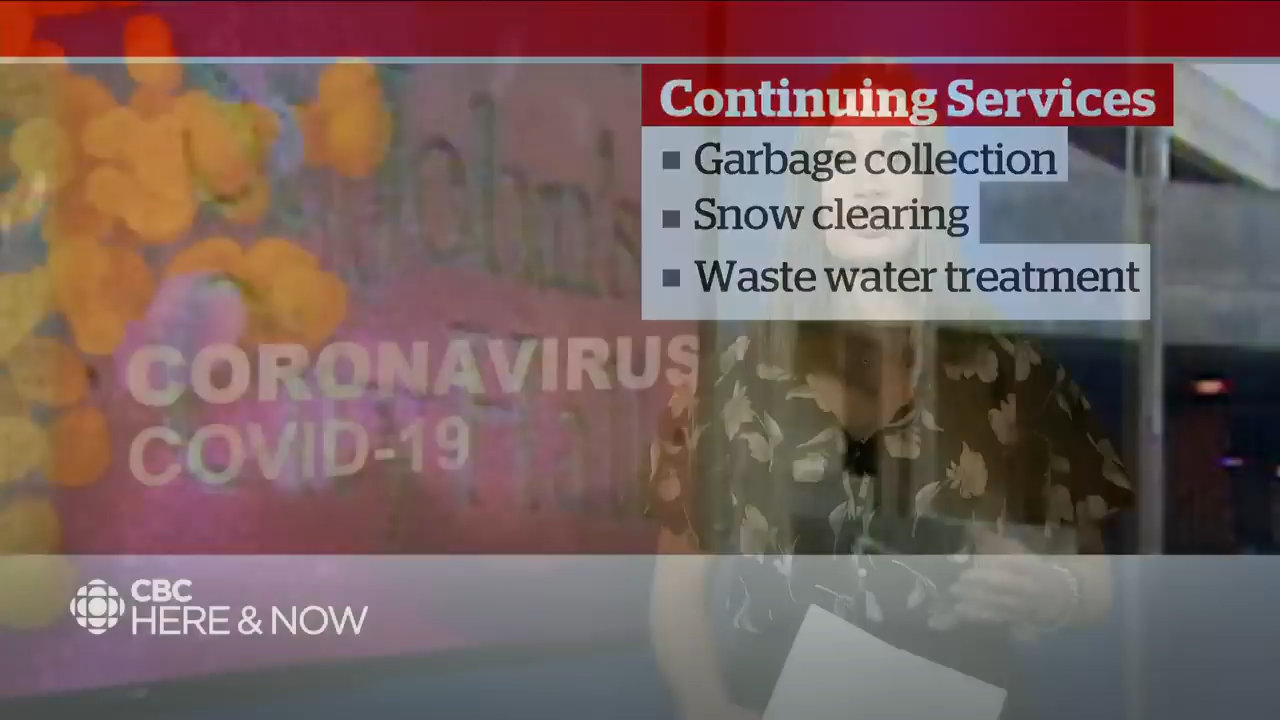 Continuing Services
Garbage collection
Snow clearing
Waste water treatment
CORONAVIRUS
COVID-19
CBC
HERE & NOW